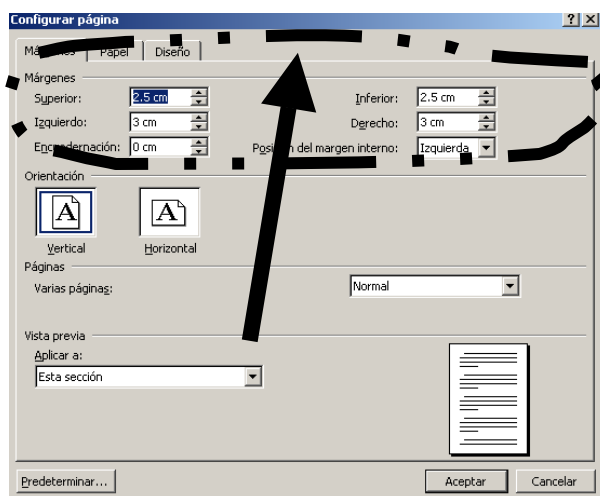 Configurar página
Papel Diseño
Márgenes
Superior: 2.5 cm Inferior: 2.5 cm
Izquierdo: 3 cm Derecho: 3 cm
0 cm del margen interno: Izquierda
Orientación
A A
Vertical Horizontal
Páginas
Varias páginas: Normal
Vista previa
Aplicar a:
Esta sección
Predeterminar... Aceptar Cancelar